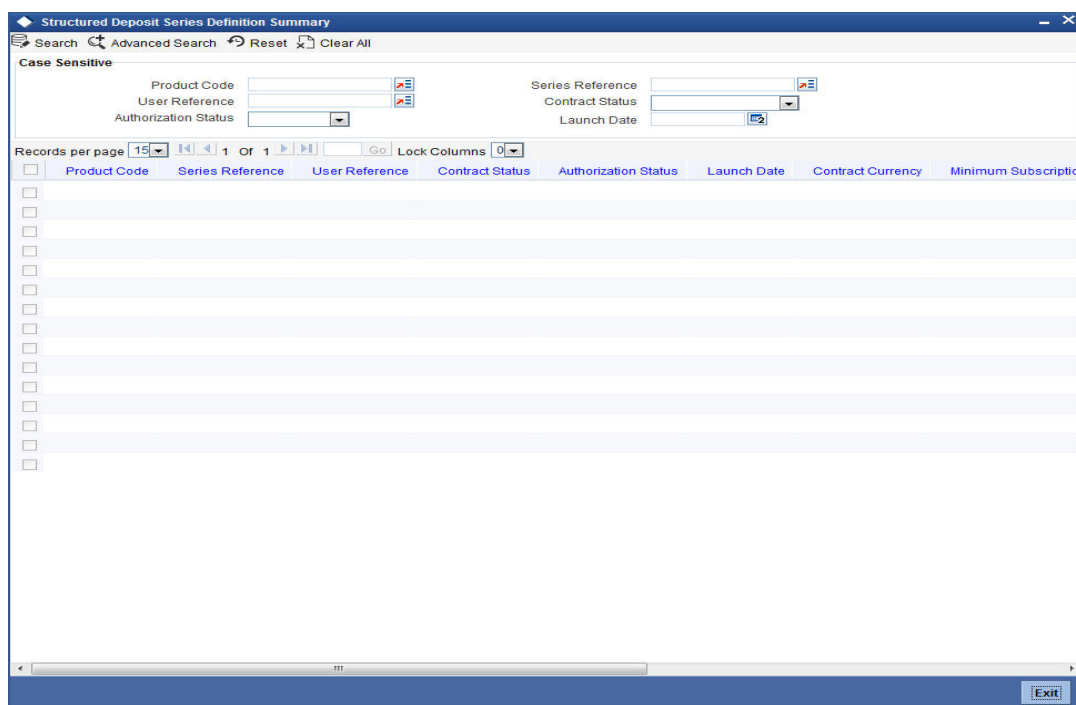 Structured Deposit Series Definition Summary
Search Advanced Search Reset Clear All
Case Sensitive
Product Code Series Reference
User Reference Contract Status
Authorization Status Launch Date
Records per page 15 1 Of 1 Go Lock Columns 0
Product Code Series Reference User Reference Contract Status Authorization Status Launch Date Contract Currency Minimum Subscriptio
Exit